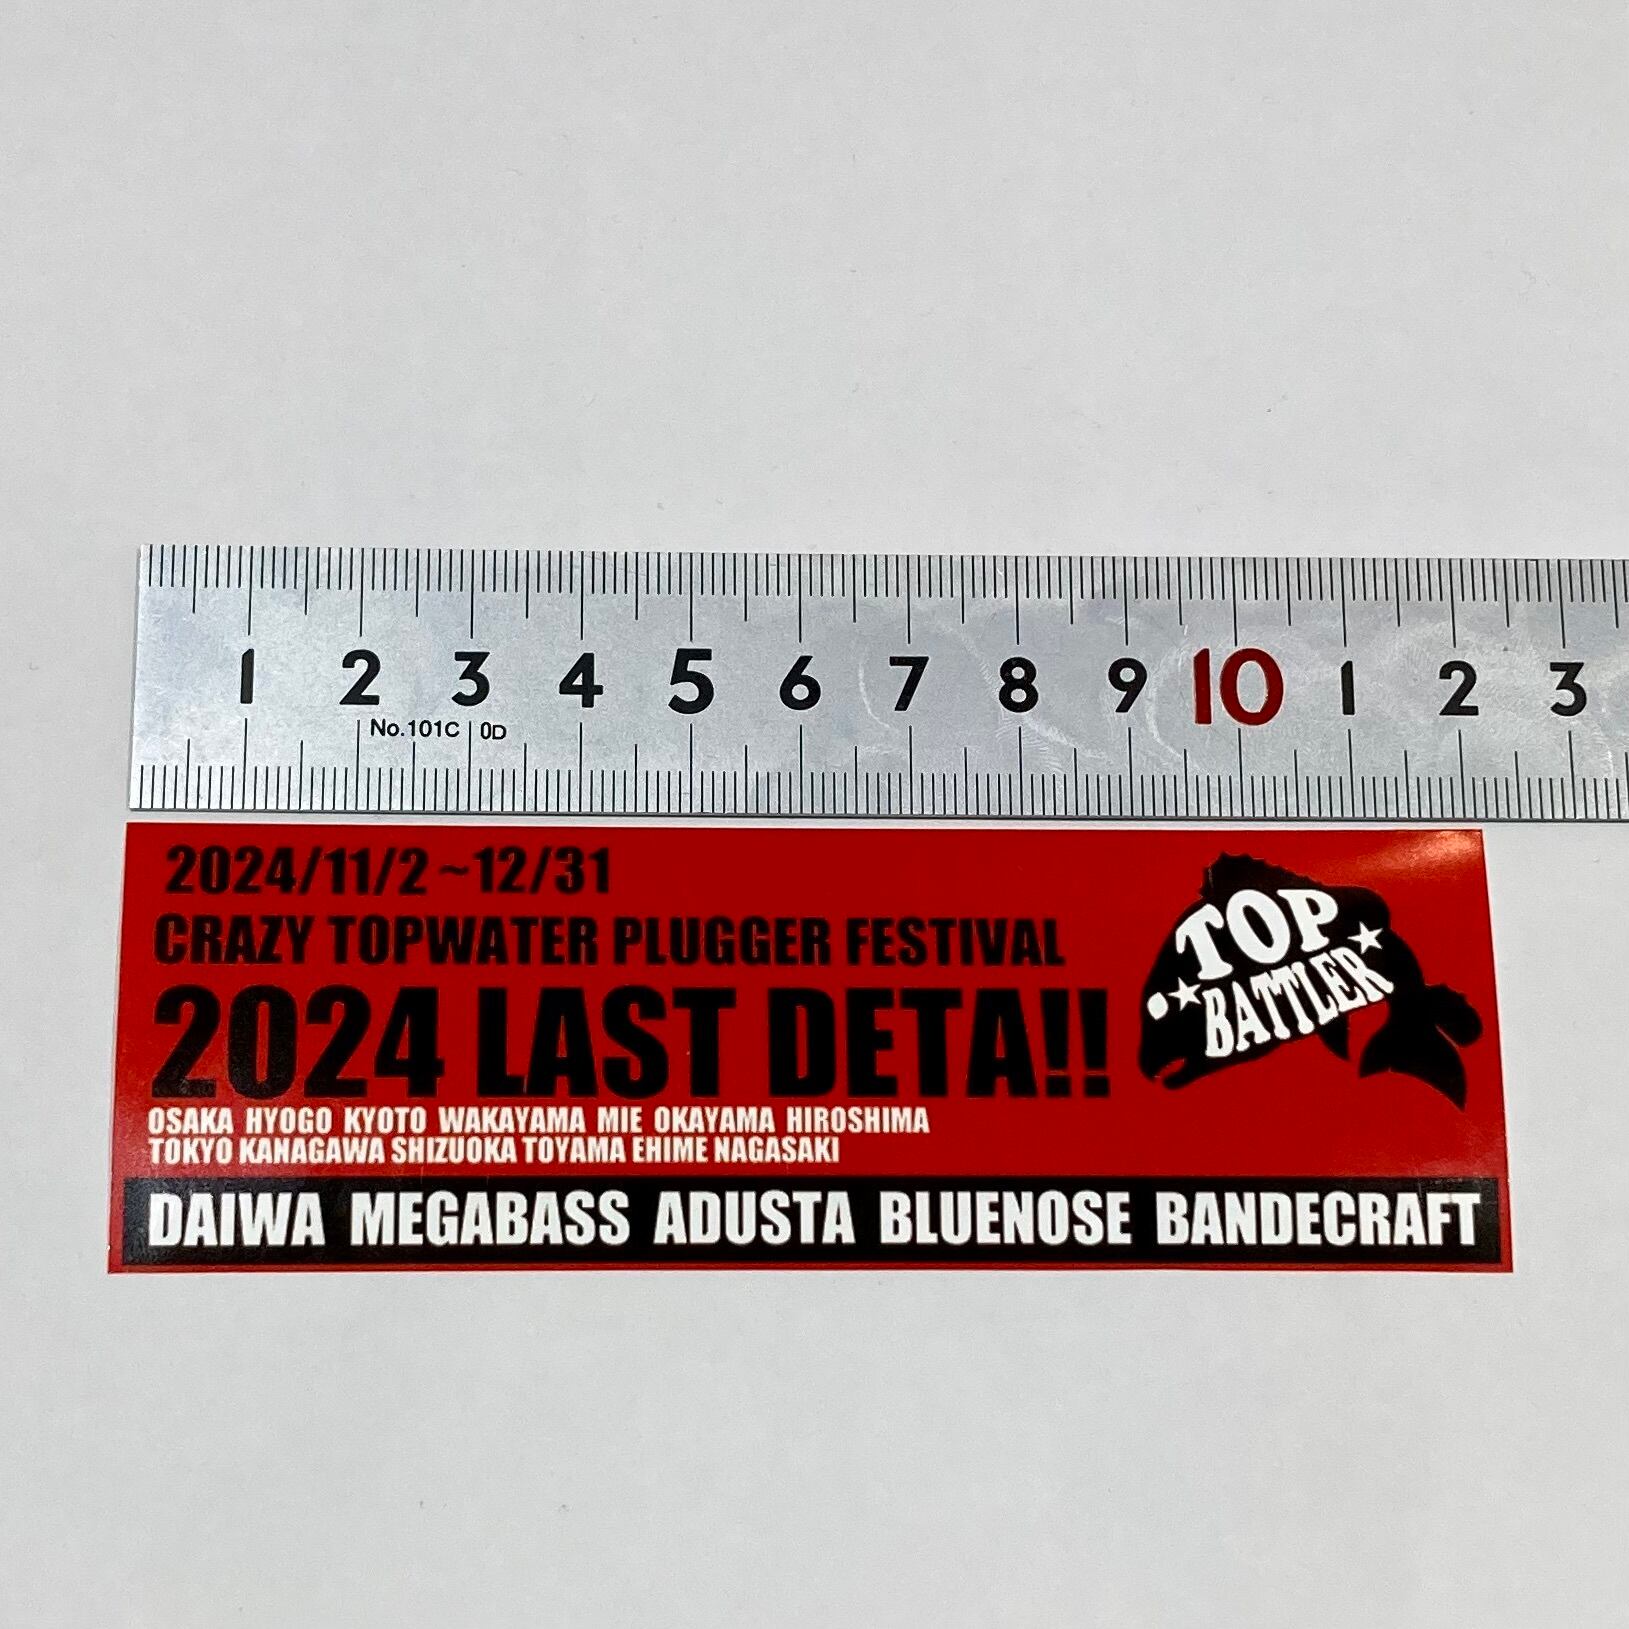 1 2 3 4 5 6 7 8 9 10 1 2 3
No.101C 0D
2024/11/2~12/31
CRAZY TOPWATER PLUGGER FESTIVAL
2024 LAST DETA!!
OSAKA HYOGO KYOTO WAKAYAMA MIE OKAYAMA HIROSHIMA
TOKYO KANAGAWA SHIZUOKA TOYAMA EHIME NAGASAKI
TOP
BATTLER
DAIWA MEGABASS ADUSTA BLUENOSE BANDECRAFT